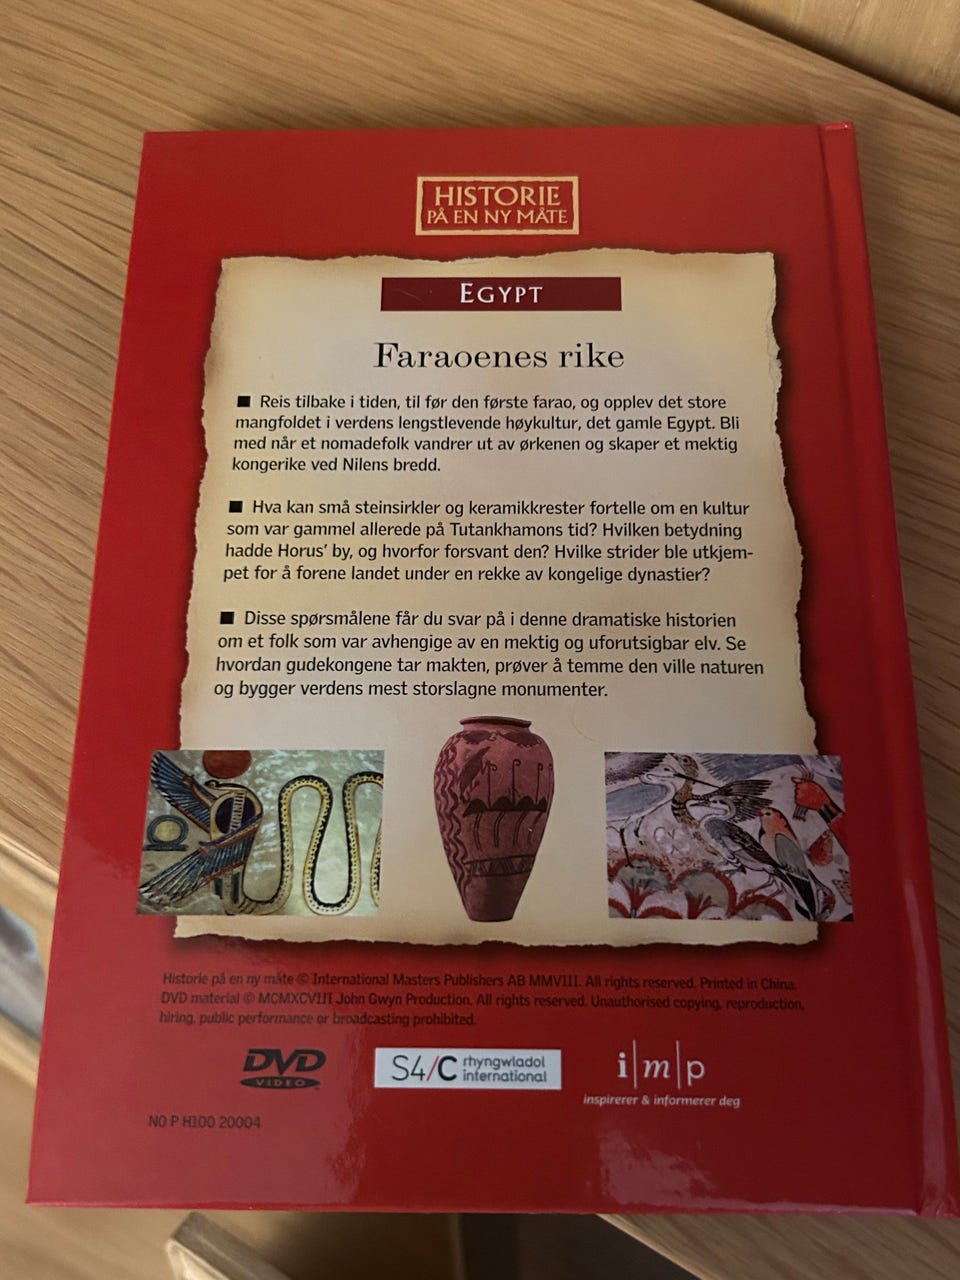 HISTORIE
PÅ EN NY MÅTE
EGYPT
Faraoenes rike
■ Reis tilbake i tiden, til før den første farao, og opplev det store
mangfoldet i verdens lengstlevende høykultur, det gamle Egypt. Bli
med når et nomadefolk vandrer ut av ørkenen og skaper et mektig
kongerike ved Nilens bredd.
■ Hva kan små steinsirkler og keramikkrester fortelle om en kultur
som var gammel allerede på Tutankhamons tid? Hvilken betydning
hadde Horus' by, og hvorfor forsvant den? Hvilke strider ble utkjem-
pet for å forene landet under en rekke av kongelige dynastier?
■ Disse spørsmålene får du svar på i denne dramatiske historien
om et folk som var avhengige av en mektig og uforutsigbar elv. Se
hvordan gudekongene tar makten, prøver å temme den ville naturen
og bygger verdens mest storslagne monumenter.
Historie på en ny måte © International Masters Publishers AB MMVIII. All rights reserved. Printed in China.
DVD material © MCMXCVIII John Gwyn Production. All rights reserved. Unauthorised copying, reproduction,
hiring, public performance or broadcasting prohibited.
DVD
VIDEO
S4/C rhyngwladol
international
i|m|p
inspirerer & informerer deg
NO P H100 20004